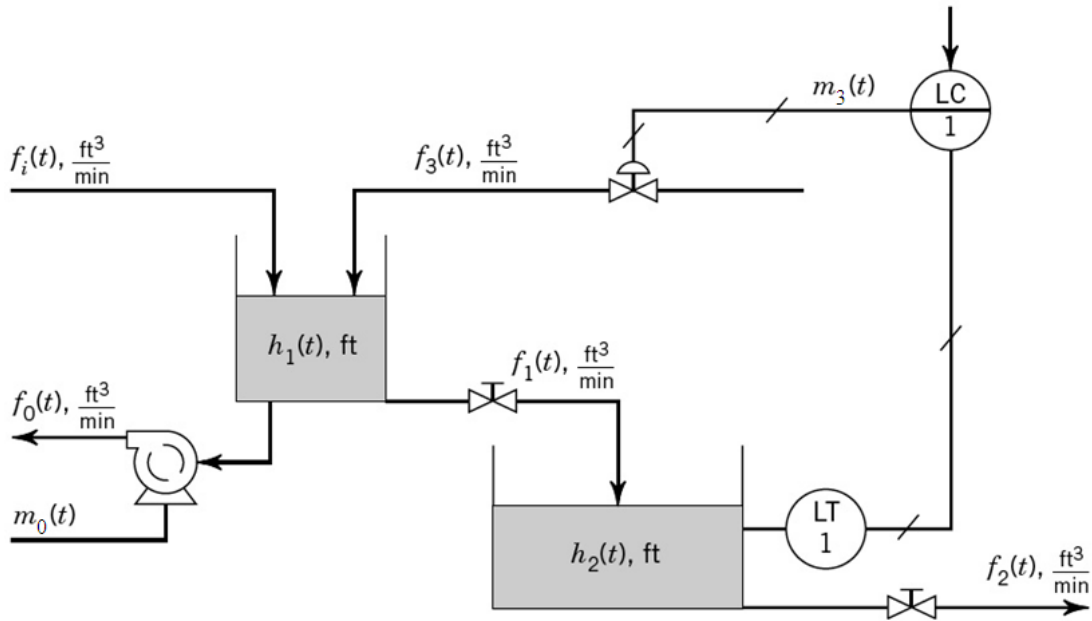 LC
1
m₃(t)
fᵢ(t), ft³/min
f₃(t), ft³/min
h₁(t), ft
f₁(t), ft³/min
f₀(t), ft³/min
m₀(t)
LT
1
h₂(t), ft
f₂(t), ft³/min